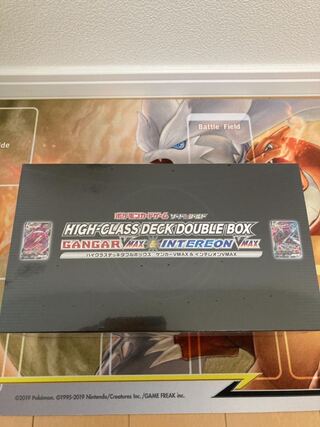 ide
Battle Field
ポケモンカードゲーム ソード&シールド
HIGH-CLASS DECK DOUBLE BOX
GANGAR VMAX & INTEREON VMAX
ハイクラスデッキダブルボックス ゲンガーVMAX & インテレオンVMAX
©2019 Pokémon. ©1995-2019 Nintendo/Creatures Inc./GAME FREAK inc.